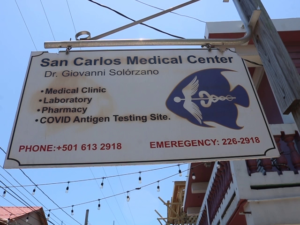 San Carlos Medical Center
Dr. Giovanni Solórzano
•Medical Clinic
•Laboratory
•Pharmacy
•COVID Antigen Testing Site.
PHONE:+501 613 2918 EMEREGENCY: 226-2918